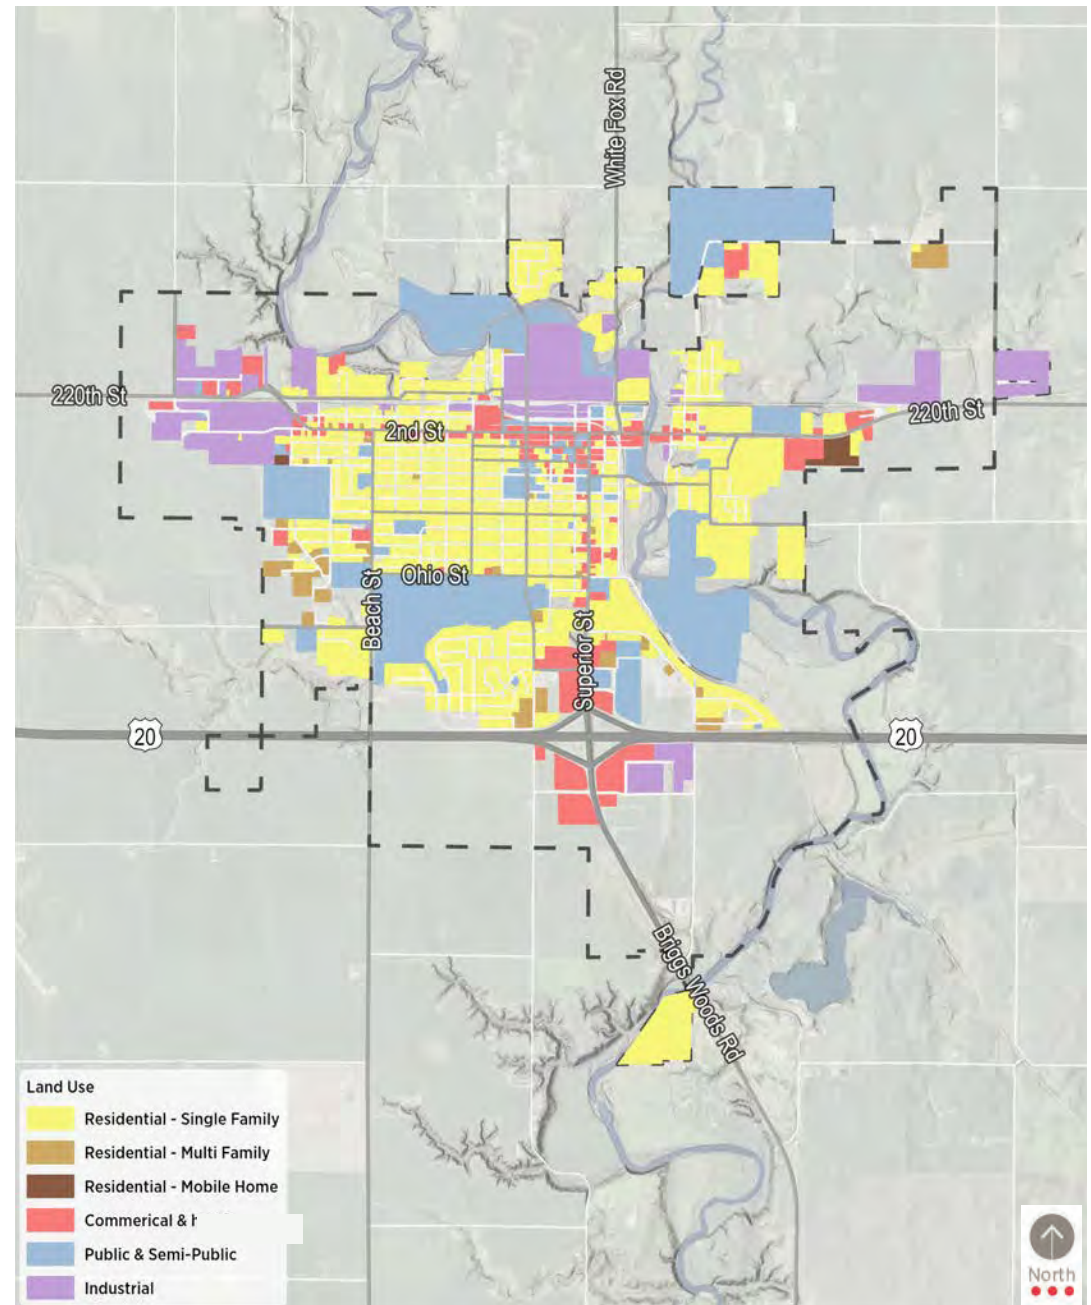 White Fox Rd
220th St
2nd St
220th St
Ohio St
Beach St
Superior St
20
20
Briggs Woods Rd
Land Use
Residential - Single Family
Residential - Multi Family
Residential - Mobile Home
Commerical &
Public & Semi-Public
Industrial
North